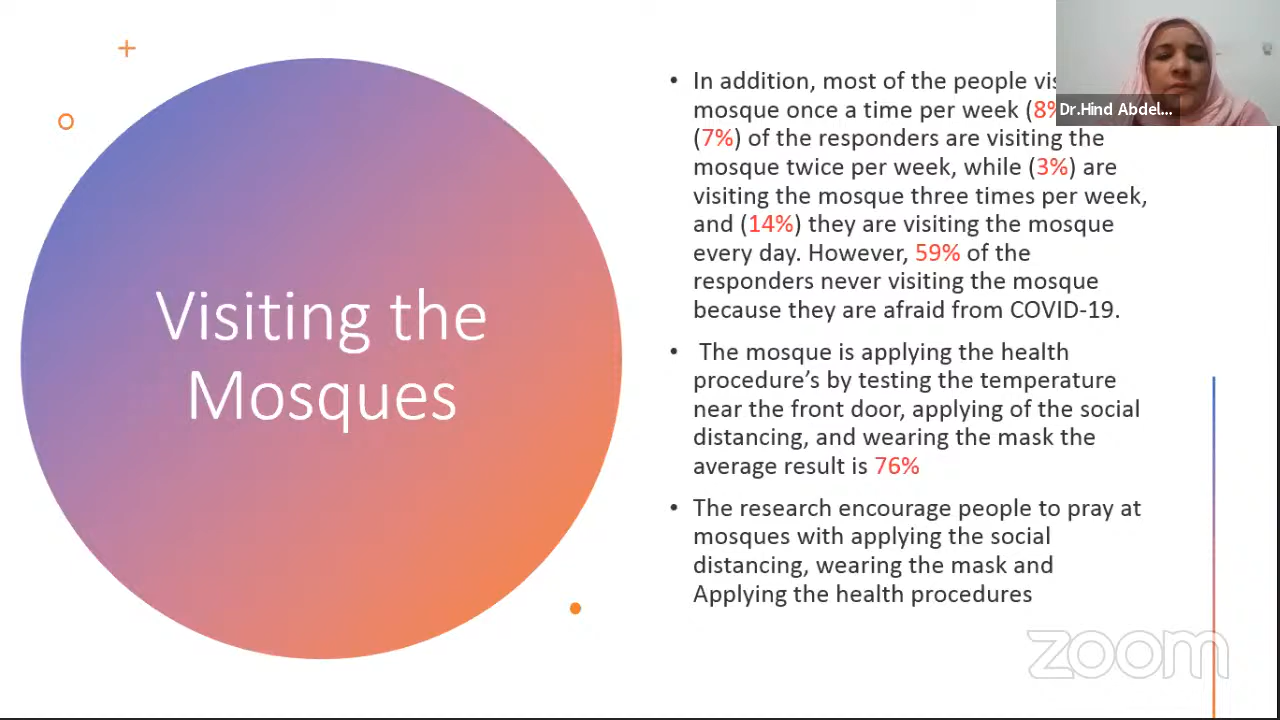 Visiting the
Mosques
• In addition, most of the people
mosque once a time per week (8%
(7%) of the responders are visiting the
mosque twice per week, while (3%) are
visiting the mosque three times per week,
and (14%) they are visiting the mosque
every day. However, 59% of the
responders never visiting the mosque
because they are afraid from COVID-19.
• The mosque is applying the health
procedure’s by testing the temperature
near the front door, applying of the social
distancing, and wearing the mask the
average result is 76%
• The research encourage people to pray at
mosques with applying the social
distancing, wearing the mask and
Applying the health procedures
Dr.Hind Abdel...
zoom